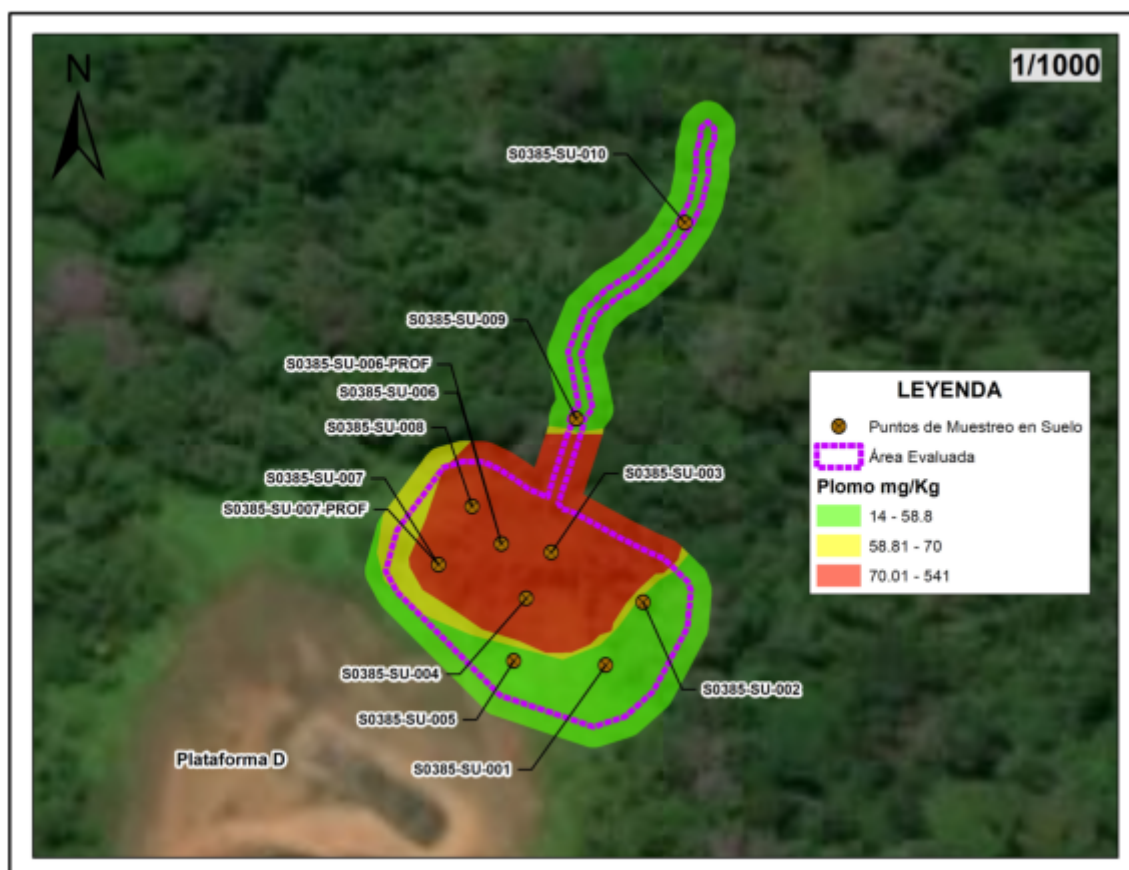 N
1/1000
S0385-SU-010
S0385-SU-009
S0385-SU-006-PROF
S0385-SU-006
S0385-SU-008
S0385-SU-007
S0385-SU-007-PROF
S0385-SU-003
S0385-SU-004
S0385-SU-005
S0385-SU-002
S0385-SU-001
Plataforma D
LEYENDA
Puntos de Muestreo en Suelo
Área Evaluada
Plomo mg/Kg
14 - 58.8
58.81 - 70
70.01 - 541